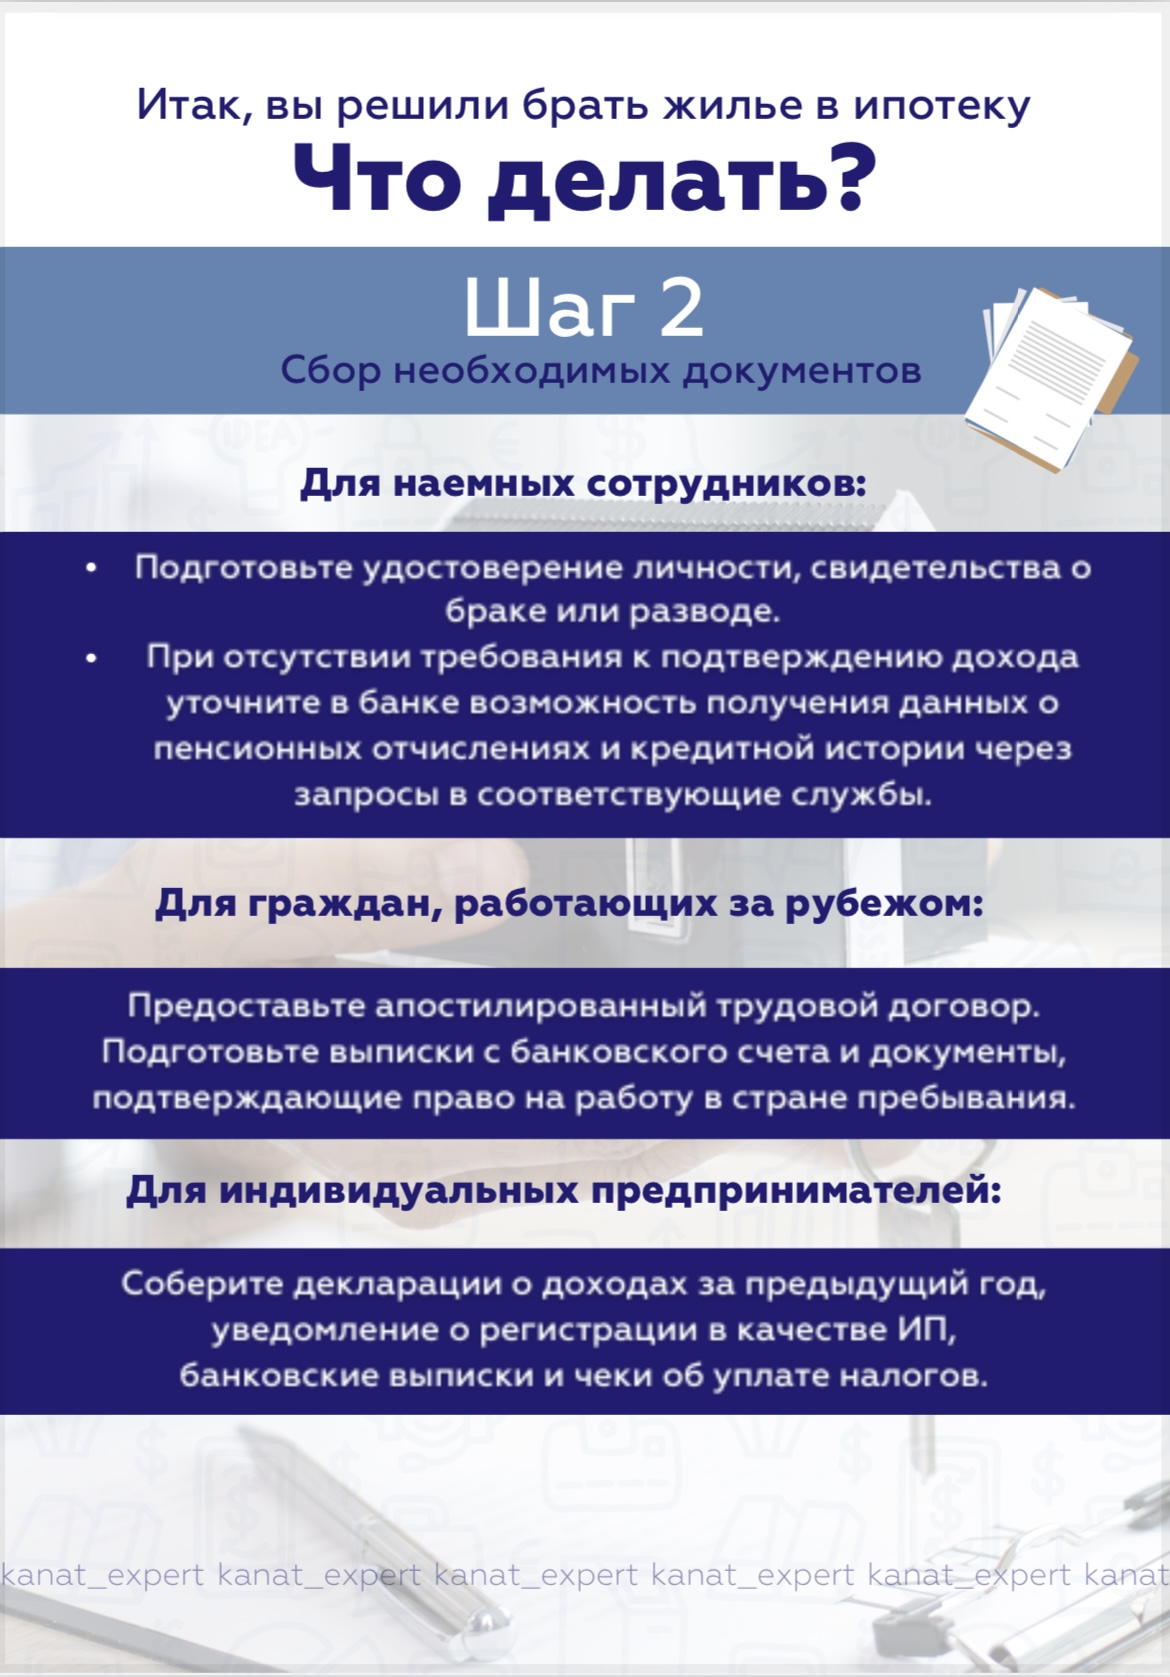 Итак, вы решили брать жилье в ипотеку
Что делать?
Шаг 2
Сбор необходимых документов
Для наемных сотрудников:
• Подготовьте удостоверение личности, свидетельства о
браке или разводе.
• При отсутствии требования к подтверждению дохода
уточните в банке возможность получения данных о
пенсионных отчислениях и кредитной истории через
запросы в соответствующие службы.
Для граждан, работающих за рубежом:
Предоставьте апостилированный трудовой договор.
Подготовьте выписки с банковского счета и документы,
подтверждающие право на работу в стране пребывания.
Для индивидуальных предпринимателей:
Соберите декларации о доходах за предыдущий год,
уведомление о регистрации в качестве ИП,
банковские выписки и чеки об уплате налогов.
kanat_expert kanat_expert kanat_expert kanat_expert kanat_expert kanat